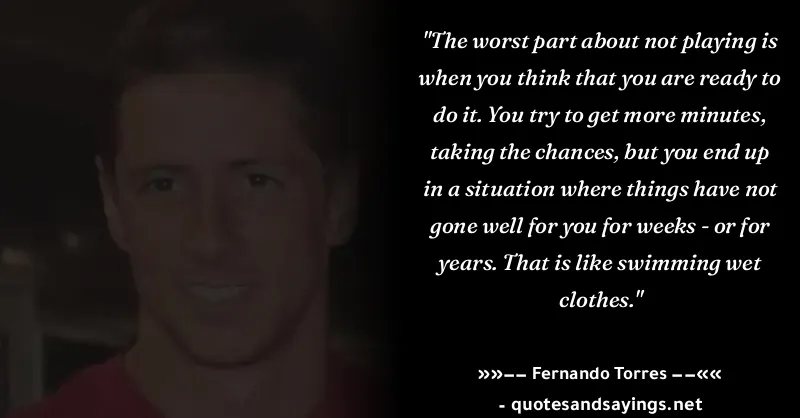 "The worst part about not playing is
when you think that you are ready to
do it. You try to get more minutes,
taking the chances, but you end up
in a situation where things have not
gone well for you for weeks - or for
years. That is like swimming wet
clothes."
»»–– Fernando Torres ––««
- quotesandsayings.net